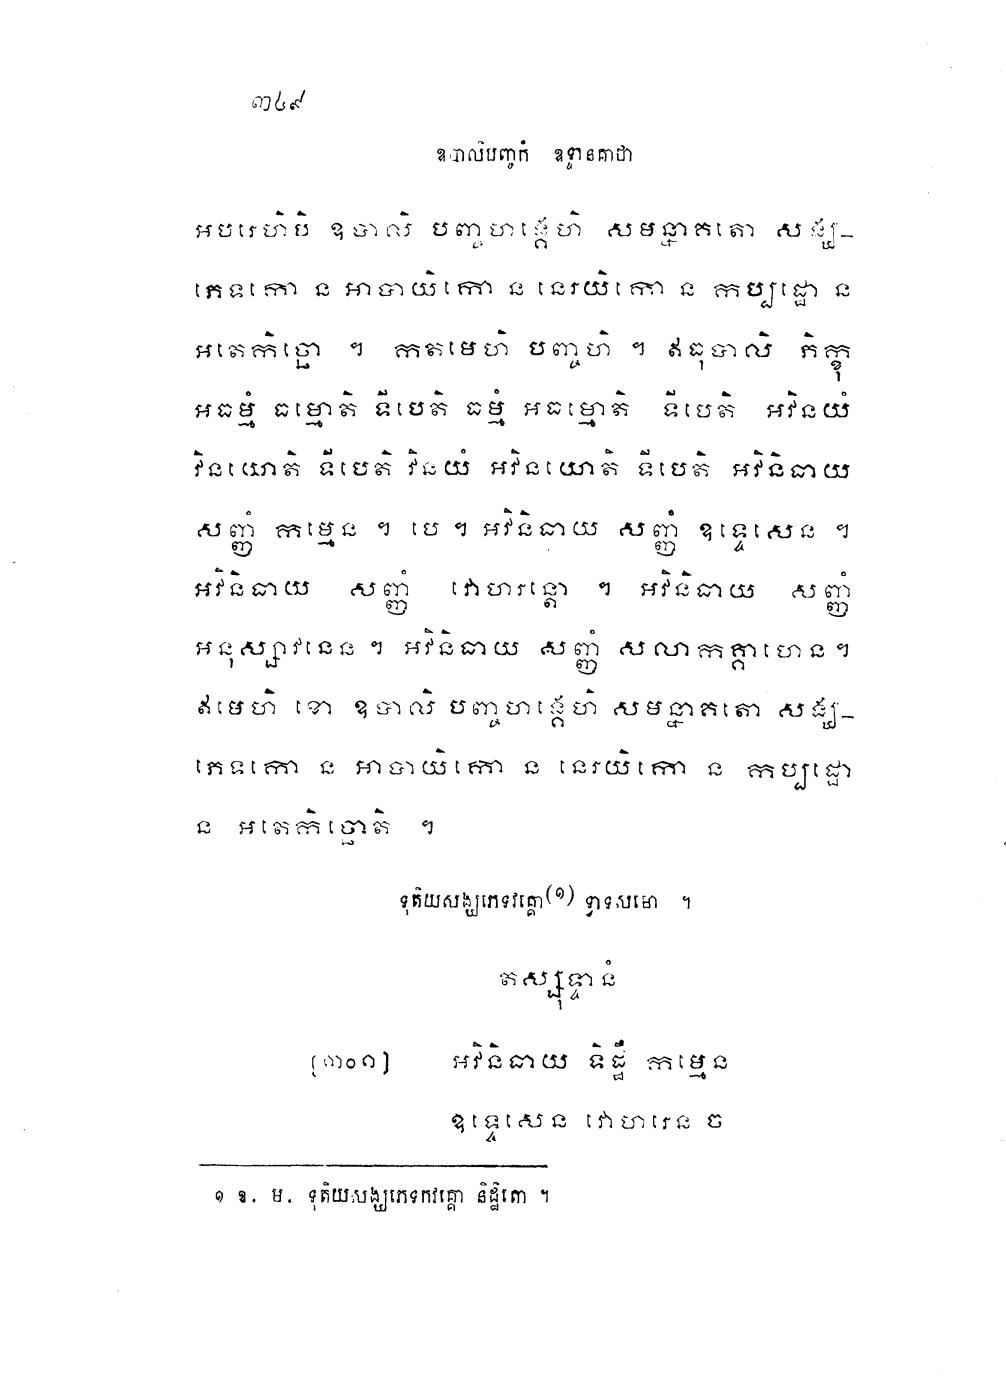 ៣៤៩
ឧបាលិបញ្ចកំ ឧទ្ទានគាថា
អបរេហិបិ ឧបាលិ បញ្ចហង្គេហិ សមន្នាគតោ សង្ឃ-
ភេទកោ ន អាបាយិកោ ន នេរយិកោ ន កប្បដ្ឋោ ន
អតេកិច្ឆោ ។ កតមេហិ បញ្ចហិ ។ ឥធុបាលិ ភិក្ខុ
អធម្មំ ធម្មោតិ ទីបេតិ ធម្មំ អធម្មោតិ ទីបេតិ អវិនយំ
វិនយោតិ ទីបេតិ វិនយំ អវិនយោតិ ទីបេតិ អវិនិធាយ
សញ្ញំ កម្មេន ។ បេ ។ អវិនិធាយ សញ្ញំ ឧទ្ទេសេន ។
អវិនិធាយ សញ្ញំ វោហរន្តោ ។ អវិនិធាយ សញ្ញំ
អនុស្សាវនេន ។ អវិនិធាយ សញ្ញំ សលាកគ្គាហេន ។
ឥមេហិ ខោ ឧបាលិ បញ្ចហង្គេហិ សមន្នាគតោ សង្ឃ-
ភេទកោ ន អាបាយិកោ ន នេរយិកោ ន កប្បដ្ឋោ
ន អតេកិច្ឆោតិ ។
ទុតិយសង្ឃភេទវគ្គោ(១) ទ្វាទសមោ ។
តស្សុទ្ទានំ
[៣០១] អវិនិធាយ ទិដ្ឋឹ កម្មេន
ឧទ្ទេសេន វោហរេន ច
១ ឱ. ម. ទុតិយសង្ឃភេទកវគ្គោ និដ្ឋិតោ ។